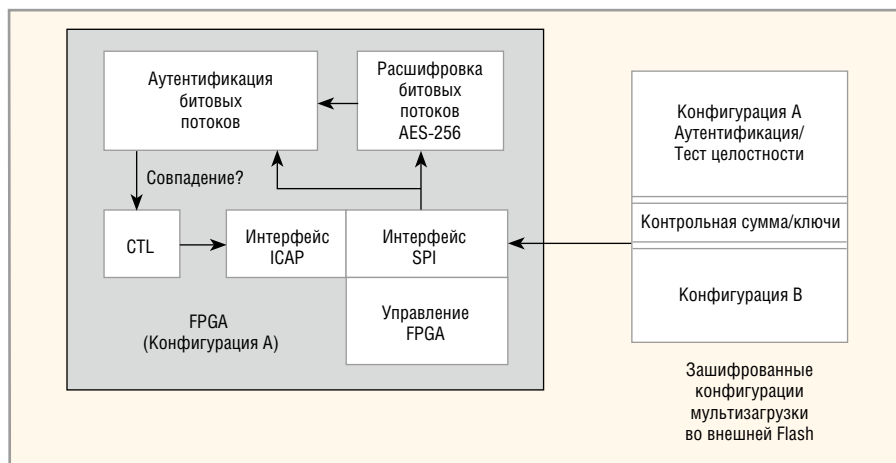 Аутентификация
битовых
потоков
Расшифровка
битовых
потоков
AES-256
Совпадение?
CTL
Интерфейс
ICAP
Интерфейс
SPI
Управление
FPGA
FPGA
(Конфигурация А)
Конфигурация А
Аутентификация/
Тест целостности
Контрольная сумма/ключи
Конфигурация В
Зашифрованные
конфигурации
мультизагрузки
во внешней Flash